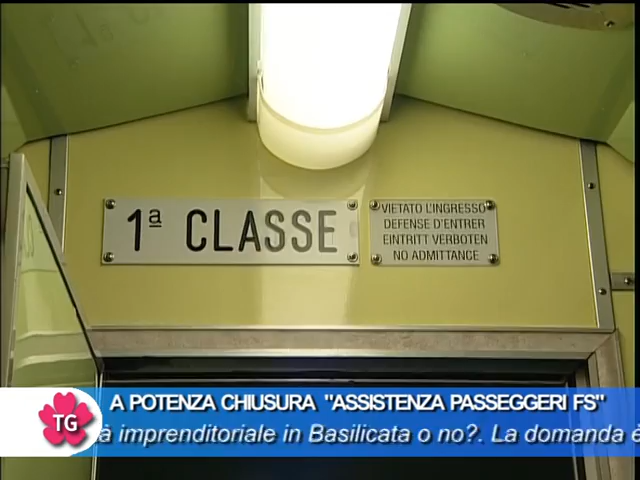 1ª CLASSE
VIETATO L'INGRESSO
DEFENSE D'ENTRER
EINTRITT VERBOTEN
NO ADMITTANCE
A POTENZA CHIUSURA "ASSISTENZA PASSEGGERI FS"
TG
à imprenditoriale in Basilicata o no?. La domanda è